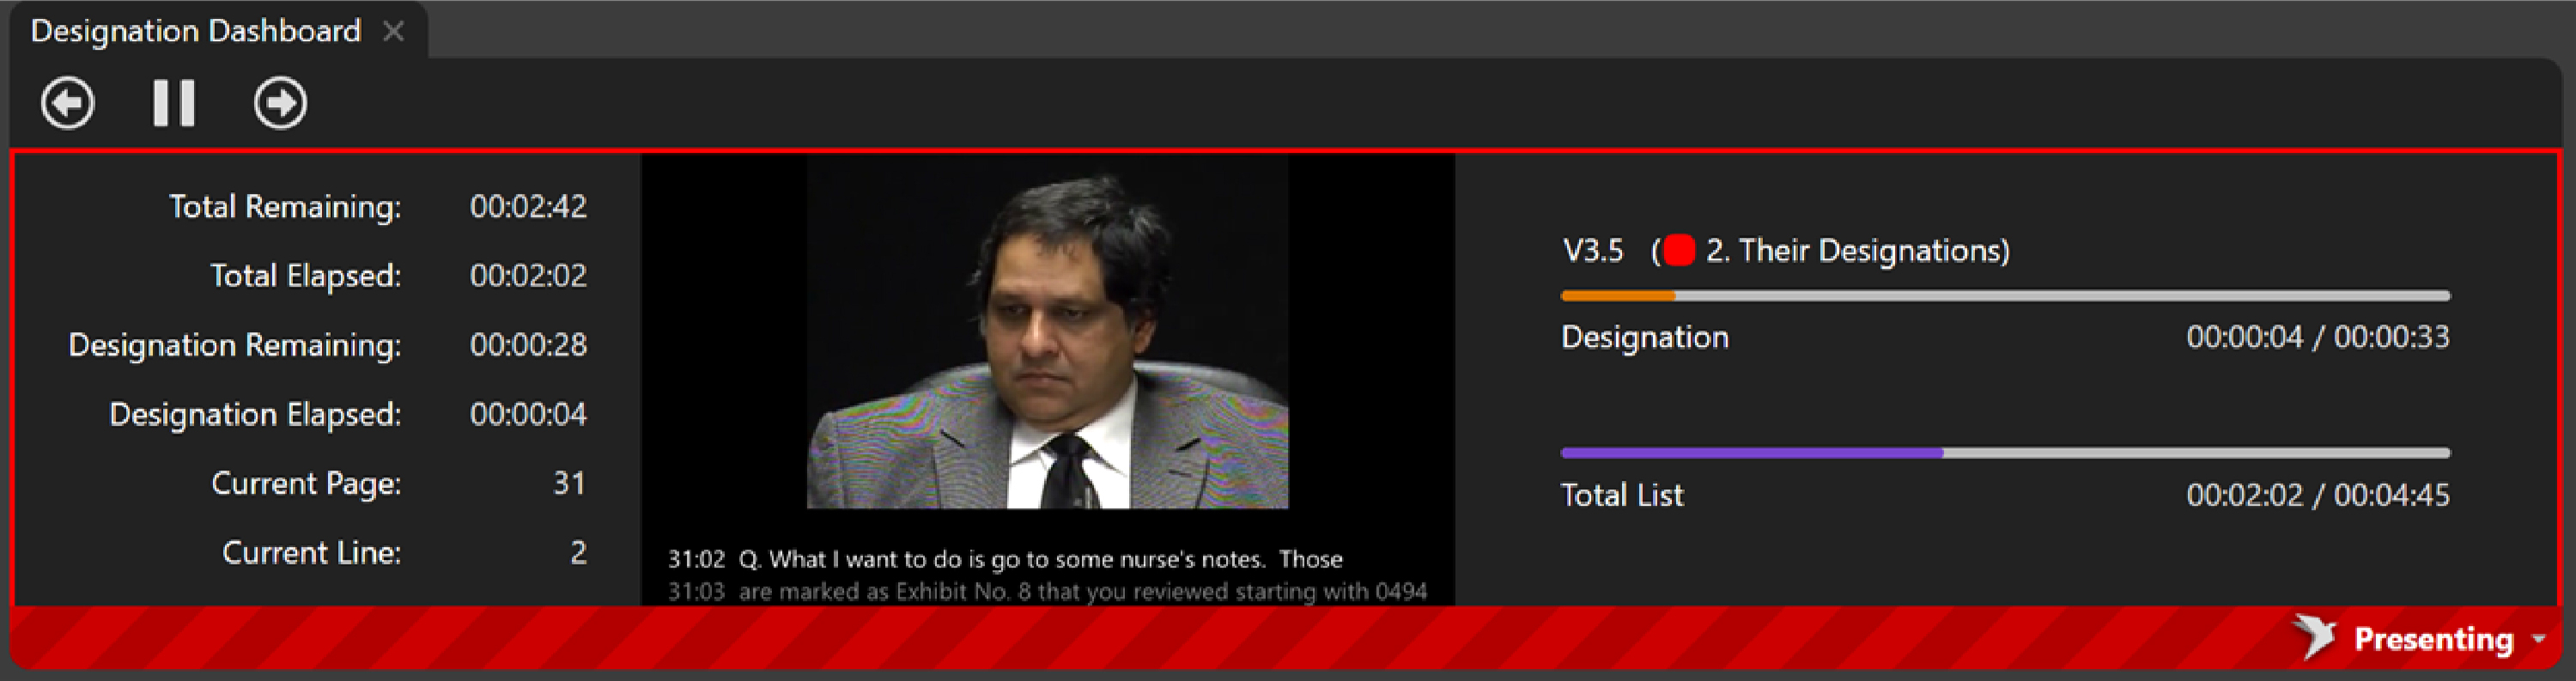 Designation Dashboard
Total Remaining: 00:02:42
Total Elapsed: 00:02:02
Designation Remaining: 00:00:28
Designation Elapsed: 00:00:04
Current Page: 31
Current Line: 2
31:02 Q. What I want to do is go to some nurse's notes. Those
31:03 are marked as Exhibit No. 8 that you reviewed starting with 0494
V3.5 (2. Their Designations)
Designation 00:00:04 / 00:00:33
Total List 00:02:02 / 00:04:45
Presenting